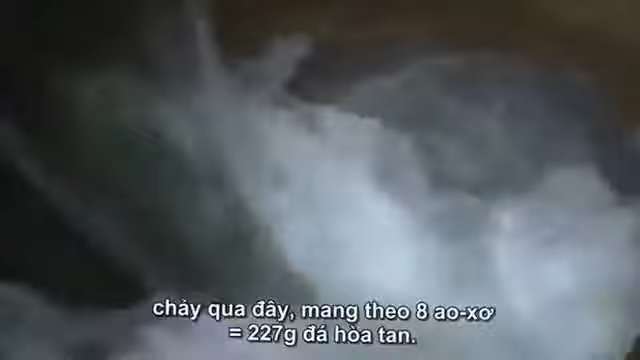 chảy qua đây, mang theo 8 ao-xơ
= 227g đá hòa tan.